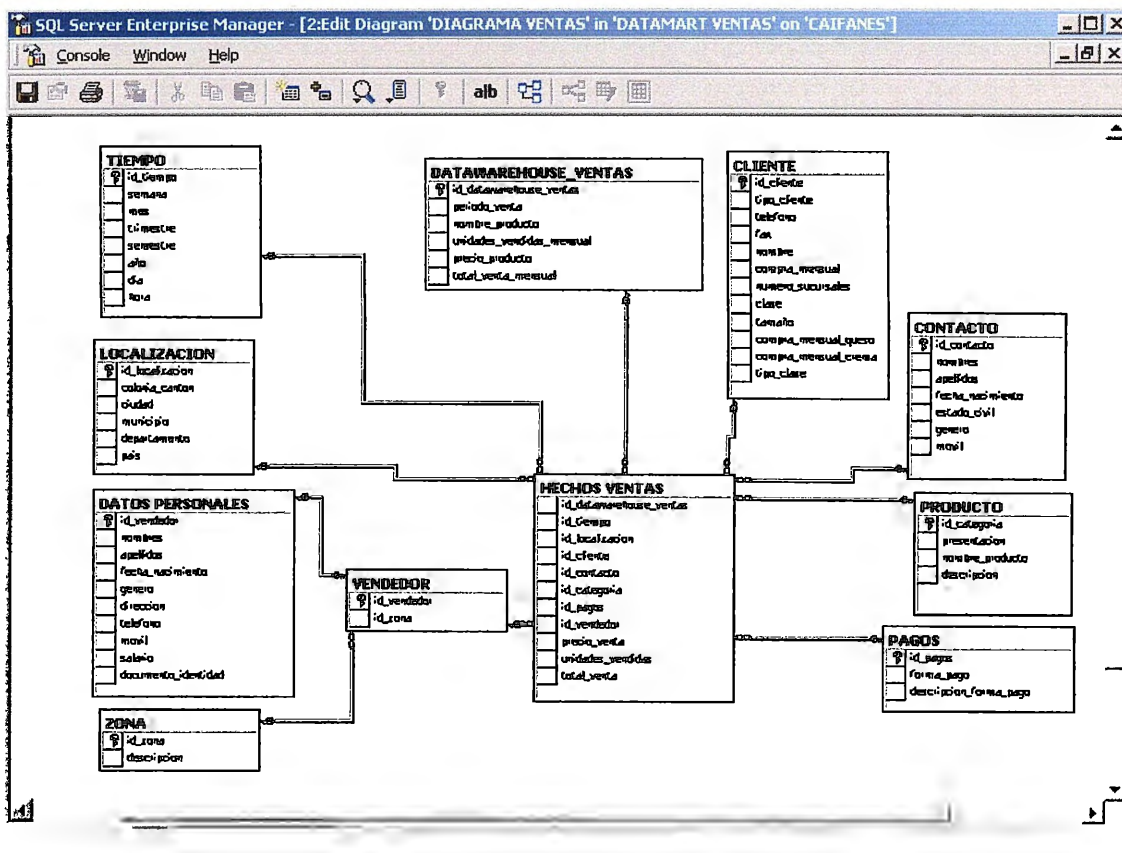 SQL Server Enterprise Manager - [2:Edit Diagram 'DIAGRAMA VENTAS' in 'DATAMART VENTAS' on 'CAIFANES']
Console Window Help
ab
TIEMPO
id_tiempo
semana
mes
trimestre
semestre
año
dia
hora
DATAWAREHOUSE_VENTAS
id_datawarehouse_ventas
periodo_venta
nombre_producto
unidades_vendidas_mensual
precio_producto
total_venta_mensual
CLIENTE
id_cliente
tipo_cliente
telefono
fax
nombre
compra_mensual
numero_sucursales
clase
tamaño
compra_mensual_queso
compra_mensual_crema
tipo_clase
CONTACTO
id_contacto
nombres
apellidos
fecha_nacimiento
estado_civil
genero
movil
LOCALIZACION
id_localizacion
colonia_canton
ciudad
municipio
departamento
pais
DATOS PERSONALES
id_vendedor
nombres
apellidos
fecha_nacimiento
genero
direccion
telefono
movil
salario
documento_identidad
VENDEDOR
id_vendedor
id_zona
HECHOS VENTAS
id_datawarehouse_ventas
id_tiempo
id_localizacion
id_cliente
id_contacto
id_categoria
id_pagos
id_vendedor
precio_venta
unidades_vendidas
total_venta
PRODUCTO
id_categoria
presentacion
nombre_producto
descripcion
PAGOS
id_pagos
forma_pago
descripcion_forma_pago
ZONA
id_zona
descripcion